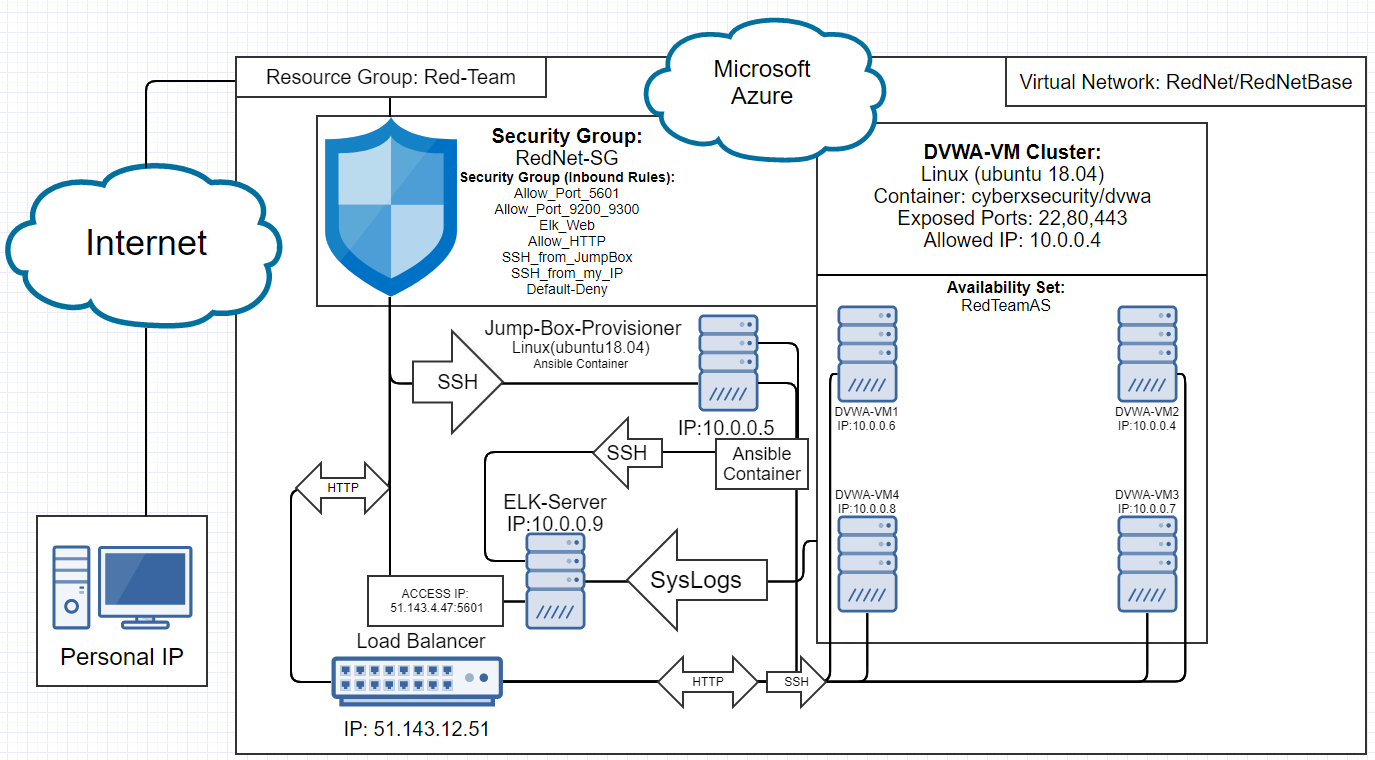 Resource Group: Red-Team
Microsoft
Azure
Virtual Network: RedNet/RedNetBase
Internet
Personal IP
Security Group:
RedNet-SG
Security Group (Inbound Rules):
Allow_Port_5601
Allow_Port_9200_9300
Elk_Web
Allow_HTTP
SSH_from_JumpBox
SSH_from_my_IP
Default-Deny
DVWA-VM Cluster:
Linux (ubuntu 18.04)
Container: cyberxsecurity/dvwa
Exposed Ports: 22,80,443
Allowed IP: 10.0.0.4
Availability Set:
RedTeamAS
Jump-Box-Provisioner
Linux(ubuntu18.04)
Ansible Container
SSH
IP:10.0.0.5
SSH
Ansible
Container
HTTP
ELK-Server
IP:10.0.0.9
SysLogs
ACCESS IP:
51.143.4.47:5601
Load Balancer
IP: 51.143.12.51
HTTP
SSH
DVWA-VM1
IP:10.0.0.6
DVWA-VM2
IP:10.0.0.4
DVWA-VM4
IP:10.0.0.8
DVWA-VM3
IP:10.0.0.7